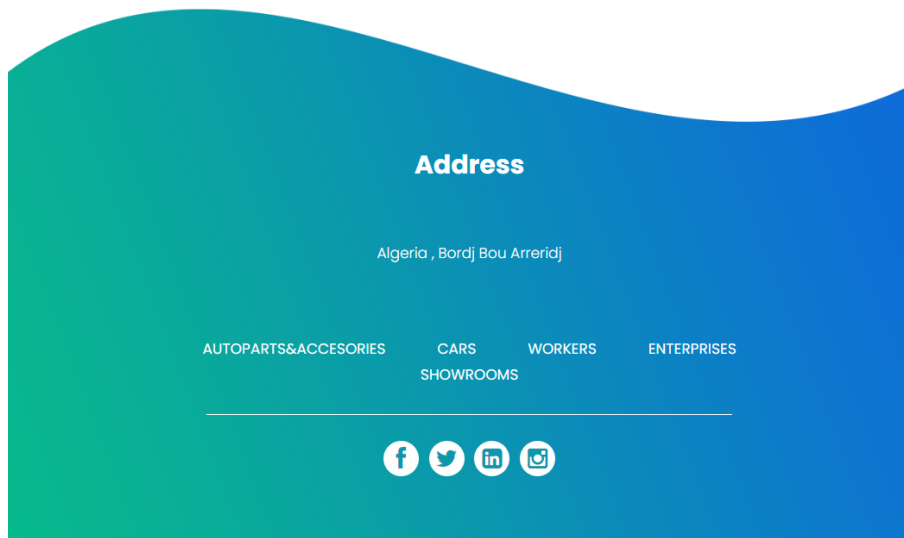 Address
Algeria , Bordj Bou Arreridj
AUTOPARTS&ACCESORIES CARS WORKERS ENTERPRISES
SHOWROOMS